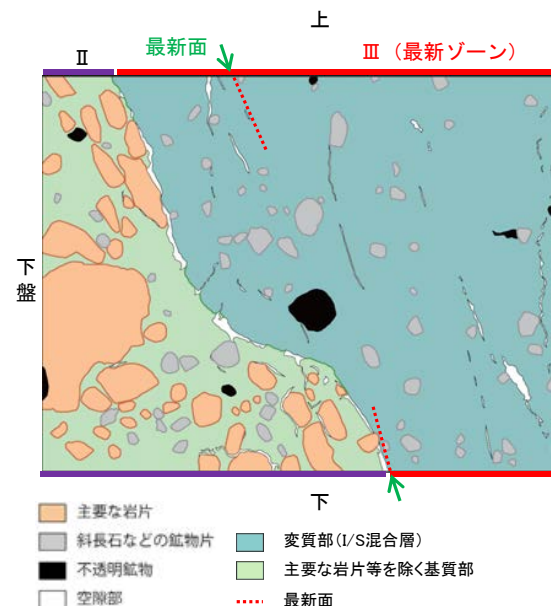 上
最新面
Ⅱ
Ⅲ（最新ゾーン）
下盤
下
主要な岩片
斜長石などの鉱物片
不透明鉱物
空隙部
変質部(I/S混合層)
主要な岩片等を除く基質部
最新面